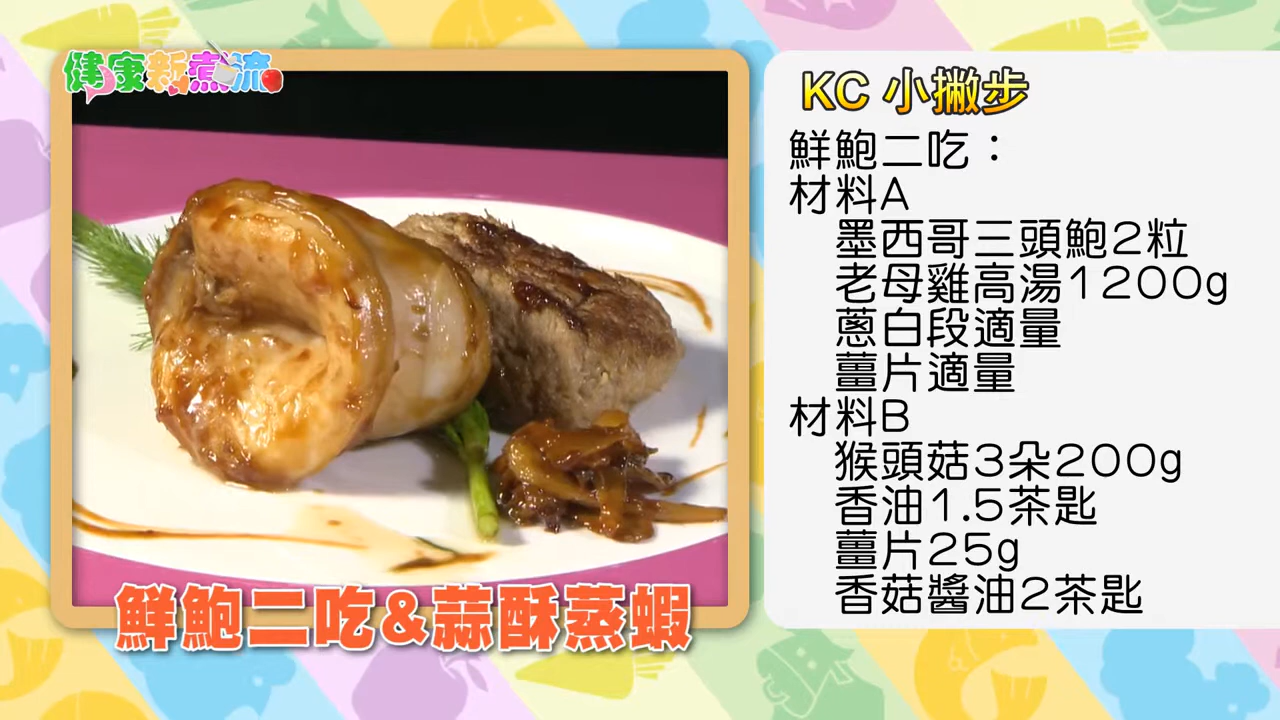 健康新煮流
KC 小撇步
鮮鮑二吃：
材料A
墨西哥三頭鮑2粒
老母雞高湯1200g
蔥白段適量
薑片適量
材料B
猴頭菇3朵200g
香油1.5茶匙
薑片25g
香菇醬油2茶匙
鮮鮑二吃&蒜酥蒸蝦